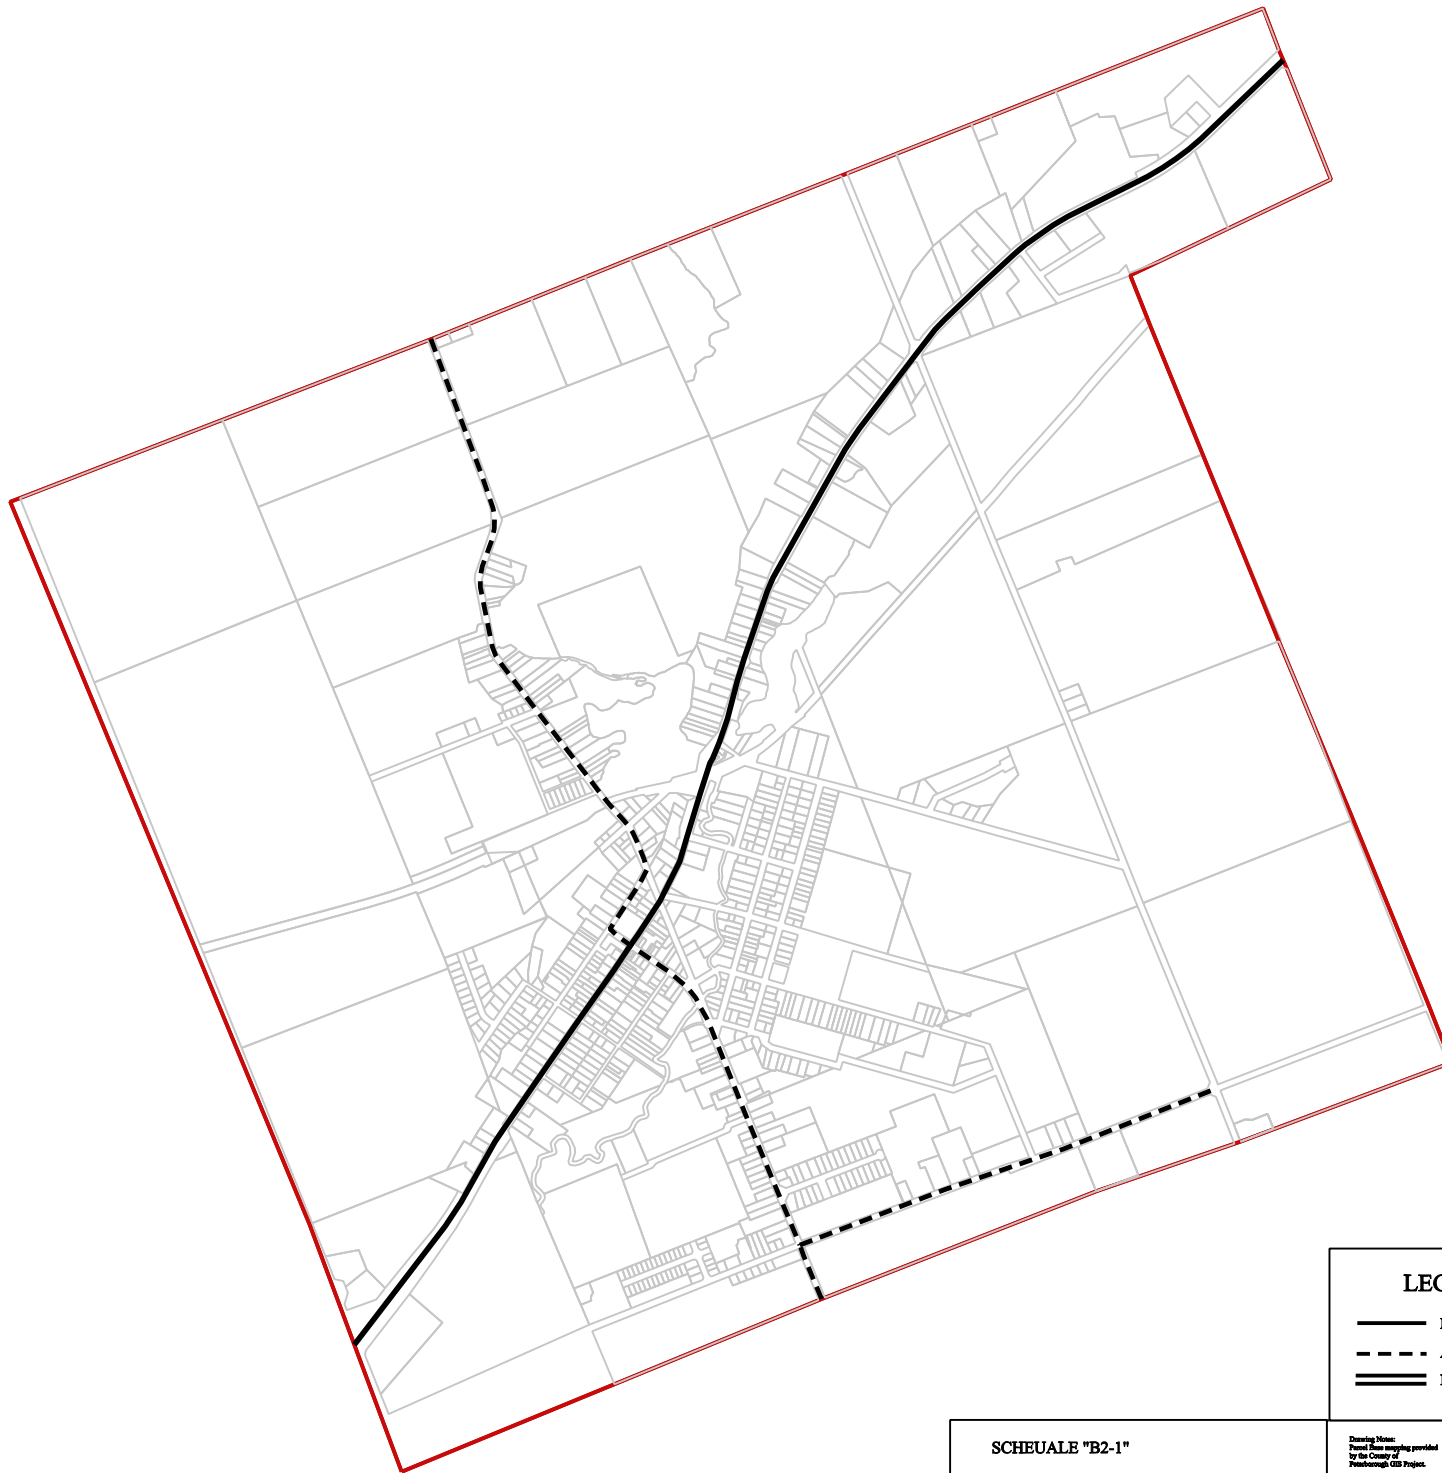 LEG
SCHEUALE "B2-1"
Drawing Notes:
Parcel Base mapping provided
by the County of
Peterborough GIS Project.